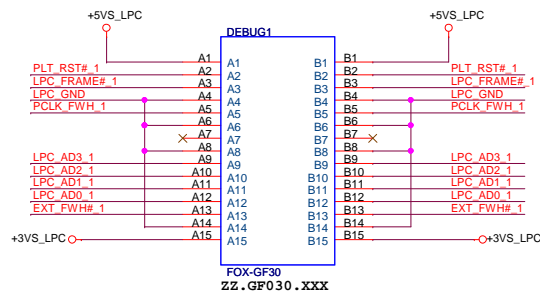 +5VS_LPC +5VS_LPC
DEBUG1
A1 A1 B1 B1
PLT_RST#_1 A2 A2 B2 B2 PLT_RST#_1
LPC_FRAME#_1 A3 A3 B3 B3 LPC_FRAME#_1
LPC_GND A4 A4 B4 B4 LPC_GND
PCLK_FWH_1 A5 A5 B5 B5 PCLK_FWH_1
A6 A6 B6 B6
A7 A7 B7 B7
A8 A8 B8 B8
LPC_AD3_1 A9 A9 B9 B9 LPC_AD3_1
LPC_AD2_1 A10 A10 B10 B10 LPC_AD2_1
LPC_AD1_1 A11 A11 B11 B11 LPC_AD1_1
LPC_AD0_1 A12 A12 B12 B12 LPC_AD0_1
EXT_FWH#_1 A13 A13 B13 B13 EXT_FWH#_1
A14 A14 B14 B14
+3VS_LPC A15 A15 B15 B15 +3VS_LPC
FOX-GF30
ZZ.GF030.XXX